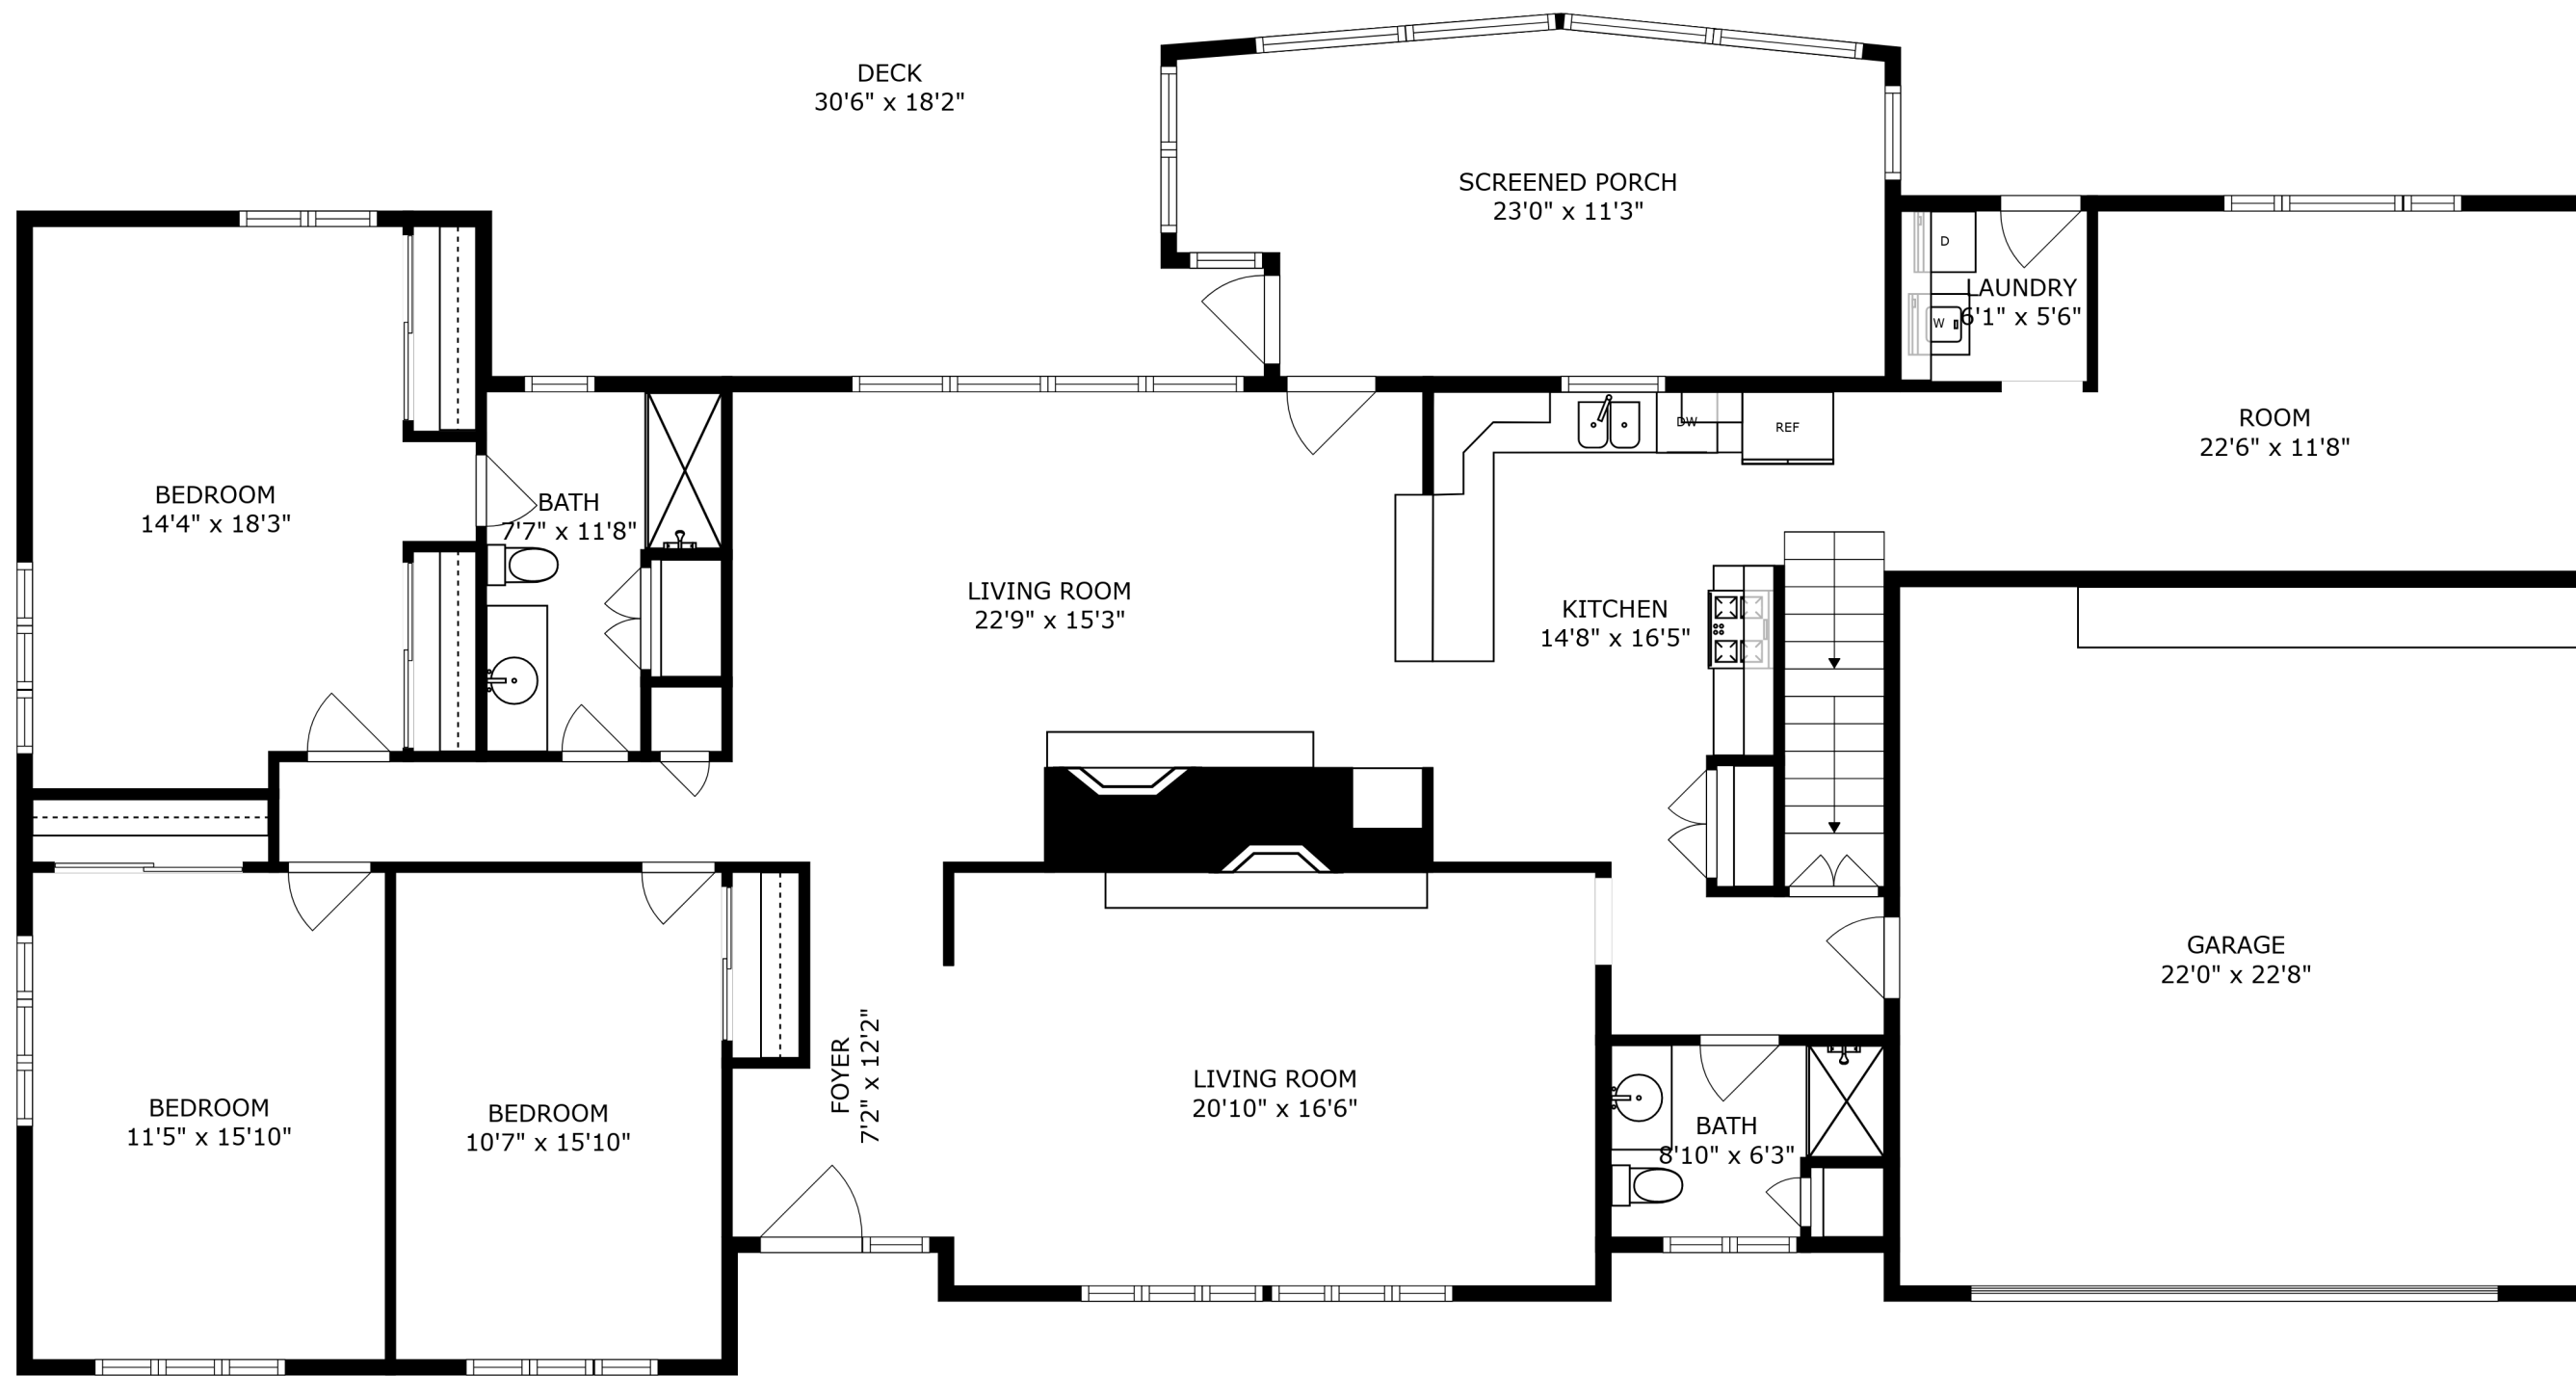 DECK
30'6" x 18'2"
SCREENED PORCH
23'0" x 11'3"
D
LAUNDRY
6'1" x 5'6"
W
ROOM
22'6" x 11'8"
DW
REF
BEDROOM
14'4" x 18'3"
BATH
7'7" x 11'8"
LIVING ROOM
22'9" x 15'3"
KITCHEN
14'8" x 16'5"
GARAGE
22'0" x 22'8"
FOYER
7'2" x 12'2"
LIVING ROOM
20'10" x 16'6"
BEDROOM
11'5" x 15'10"
BEDROOM
10'7" x 15'10"
BATH
8'10" x 6'3"